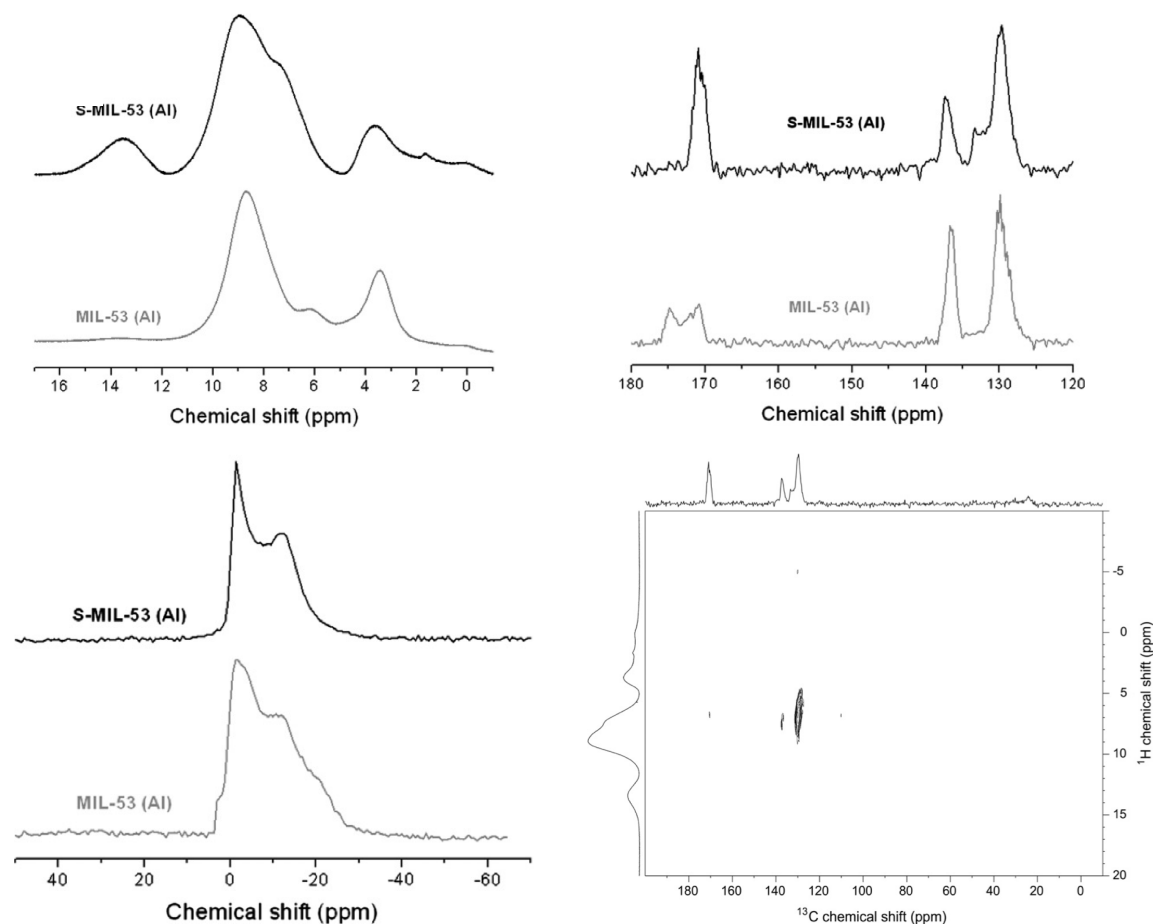 S-MIL-53 (Al)
MIL-53 (Al)
16 14 12 10 8 6 4 2 0
Chemical shift (ppm)
S-MIL-53 (Al)
MIL-53 (Al)
180 170 160 150 140 130 120
Chemical shift (ppm)
S-MIL-53 (Al)
MIL-53 (Al)
40 20 0 -20 -40 -60
Chemical shift (ppm)
-5
0
5
10
15
20
¹H chemical shift (ppm)
180 160 140 120 100 80 60 40 20 0
¹³C chemical shift (ppm)